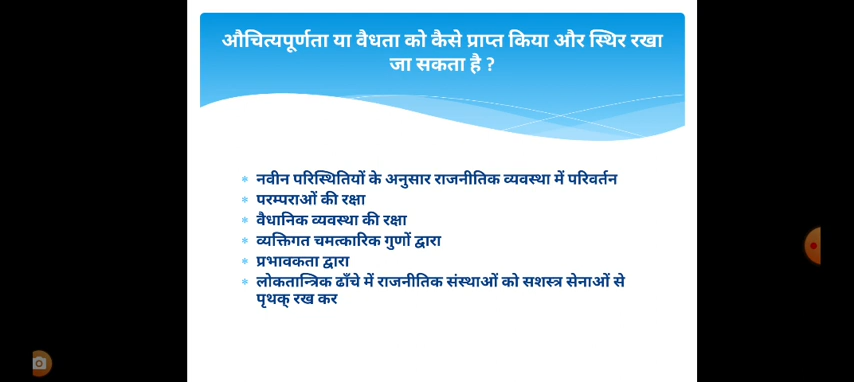 औचित्यपूर्णता या वैधता को कैसे प्राप्त किया और स्थिर रखा
जा सकता है ?
* नवीन परिस्थितियों के अनुसार राजनीतिक व्यवस्था में परिवर्तन
* परम्पराओं की रक्षा
* वैधानिक व्यवस्था की रक्षा
* व्यक्तिगत चमत्कारिक गुणों द्वारा
* प्रभावकता द्वारा
* लोकतान्त्रिक ढाँचे में राजनीतिक संस्थाओं को सशस्त्र सेनाओं से
पृथक् रख कर